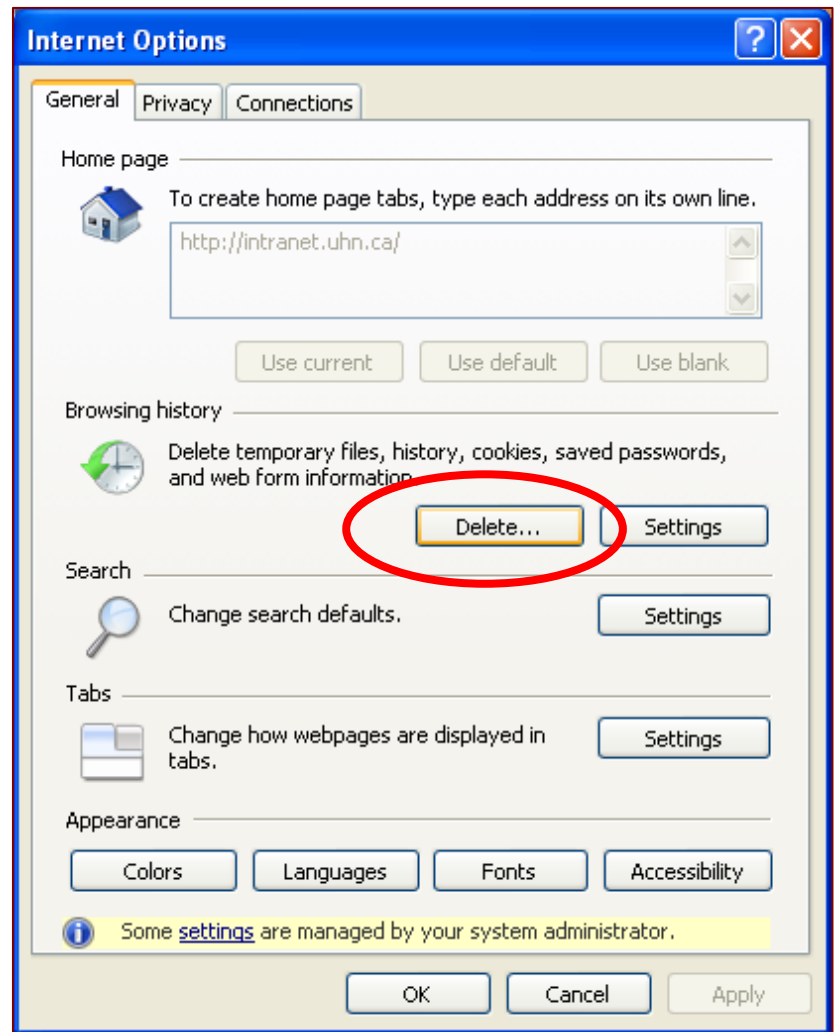 Internet Options
General Privacy Connections
Home page
To create home page tabs, type each address on its own line.
http://intranet.uhn.ca/
Use current Use default Use blank
Browsing history
Delete temporary files, history, cookies, saved passwords,
and web form information.
Delete... Settings
Search
Change search defaults. Settings
Tabs
Change how webpages are displayed in Settings
tabs.
Appearance
Colors Languages Fonts Accessibility
Some settings are managed by your system administrator.
OK Cancel Apply